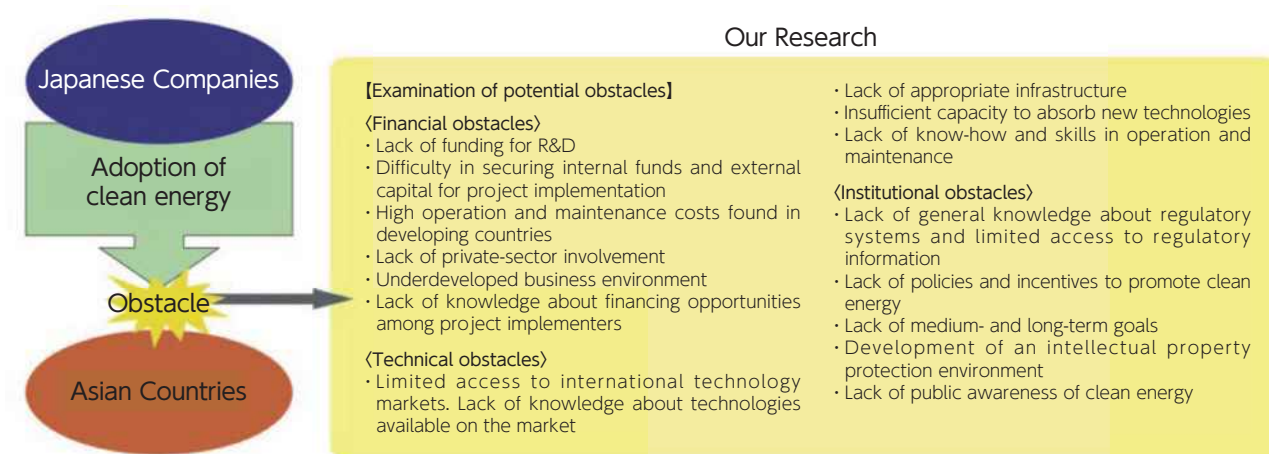 Our Research
Japanese Companies
Adoption of
clean energy
Obstacle
Asian Countries
【Examination of potential obstacles】
〈Financial obstacles〉
・Lack of funding for R&D
・Difficulty in securing internal funds and external
capital for project implementation
・High operation and maintenance costs found in
developing countries
・Lack of private-sector involvement
・Underdeveloped business environment
・Lack of knowledge about financing opportunities
among project implementers
〈Technical obstacles〉
・Limited access to international technology
markets. Lack of knowledge about technologies
available on the market
・Lack of appropriate infrastructure
・Insufficient capacity to absorb new technologies
・Lack of know-how and skills in operation and
maintenance
〈Institutional obstacles〉
・Lack of general knowledge about regulatory
systems and limited access to regulatory
information
・Lack of policies and incentives to promote clean
energy
・Lack of medium- and long-term goals
・Development of an intellectual property
protection environment
・Lack of public awareness of clean energy